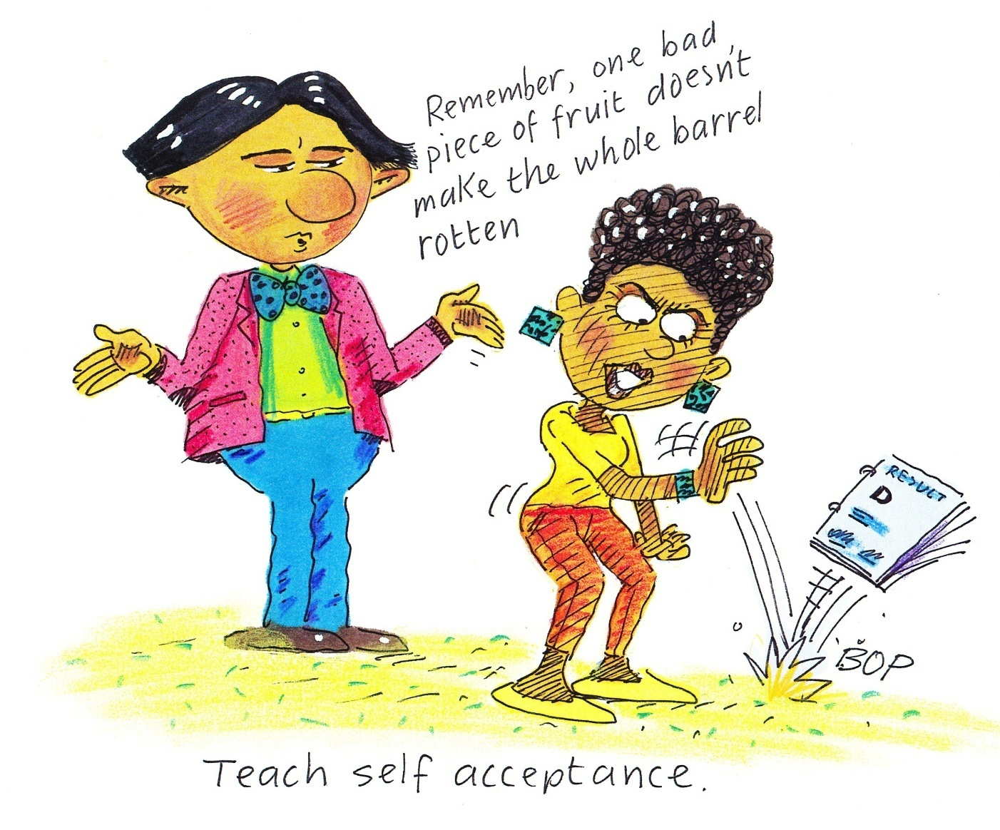 Remember, one bad
piece of fruit doesn't
make the whole barrel
rotten
RESULT
D
BOP
Teach self acceptance.